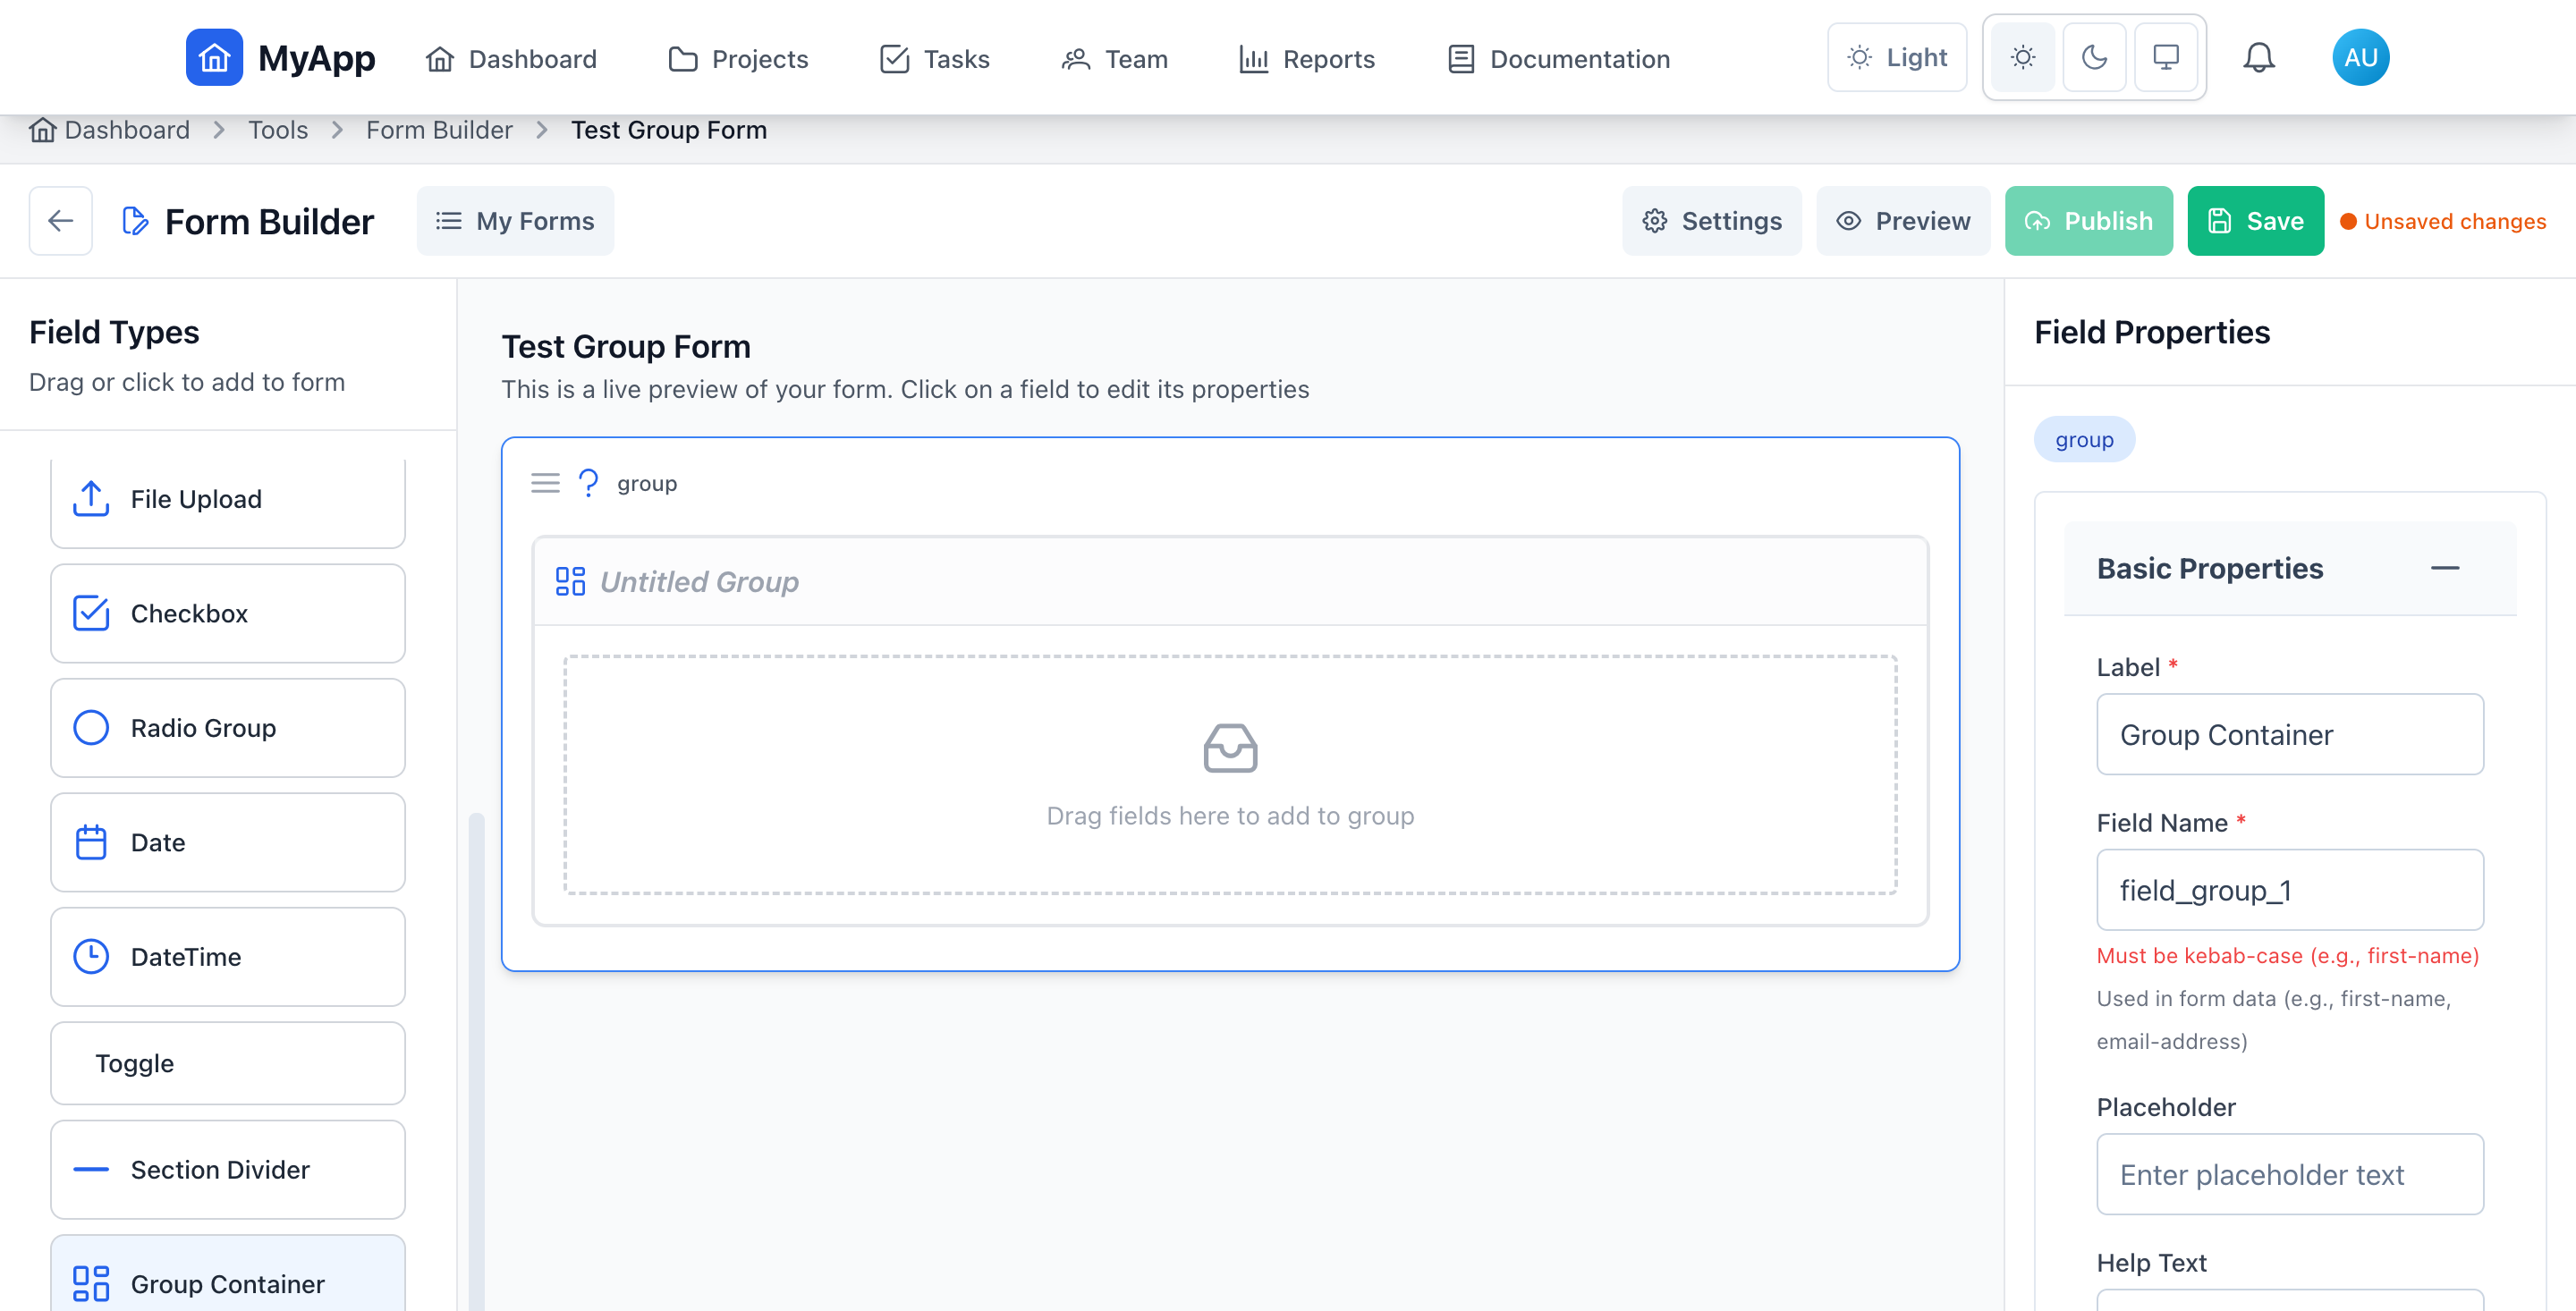 MyApp
Dashboard
Projects
Tasks
Team
Reports
Documentation
Light
AU
Dashboard > Tools > Form Builder > Test Group Form
Form Builder
My Forms
Settings
Preview
Publish
Save
Unsaved changes
Field Types
Drag or click to add to form
File Upload
Checkbox
Radio Group
Date
DateTime
Toggle
Section Divider
Group Container
Test Group Form
This is a live preview of your form. Click on a field to edit its properties
? group
Untitled Group
Drag fields here to add to group
Field Properties
group
Basic Properties
Label *
Group Container
Field Name *
field_group_1
Must be kebab-case (e.g., first-name)
Used in form data (e.g., first-name,
email-address)
Placeholder
Enter placeholder text
Help Text